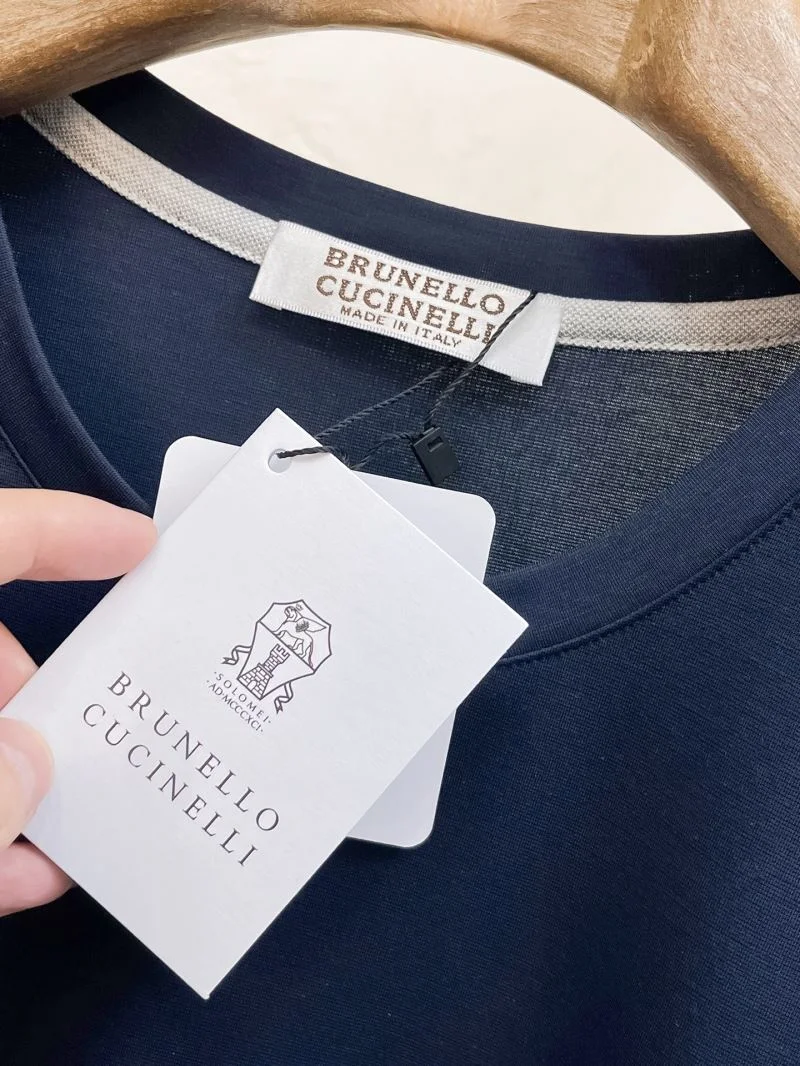 BRUNELLO
CUCINELLI
MADE IN ITALY
·SOLOMEI·
·AD·MCCCXCI·
BRUNELLO
CUCINELLI